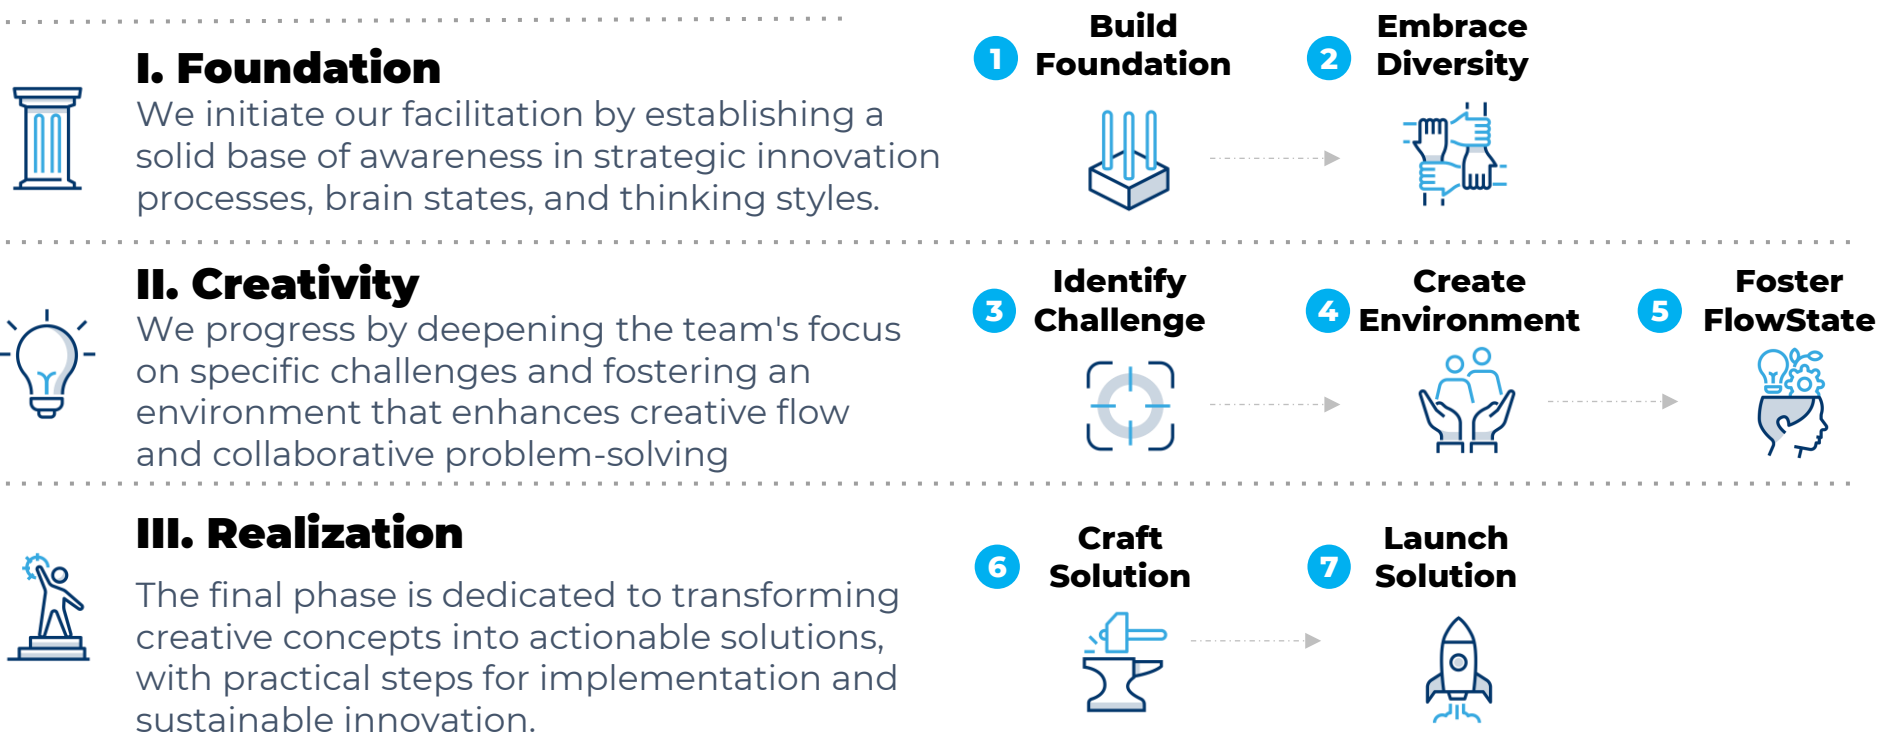 I. Foundation
We initiate our facilitation by establishing a
solid base of awareness in strategic innovation
processes, brain states, and thinking styles.
1
Build
Foundation
2
Embrace
Diversity
II. Creativity
We progress by deepening the team's focus
on specific challenges and fostering an
environment that enhances creative flow
and collaborative problem-solving
3
Identify
Challenge
4
Create
Environment
5
Foster
FlowState
III. Realization
The final phase is dedicated to transforming
creative concepts into actionable solutions,
with practical steps for implementation and
sustainable innovation.
6
Craft
Solution
7
Launch
Solution